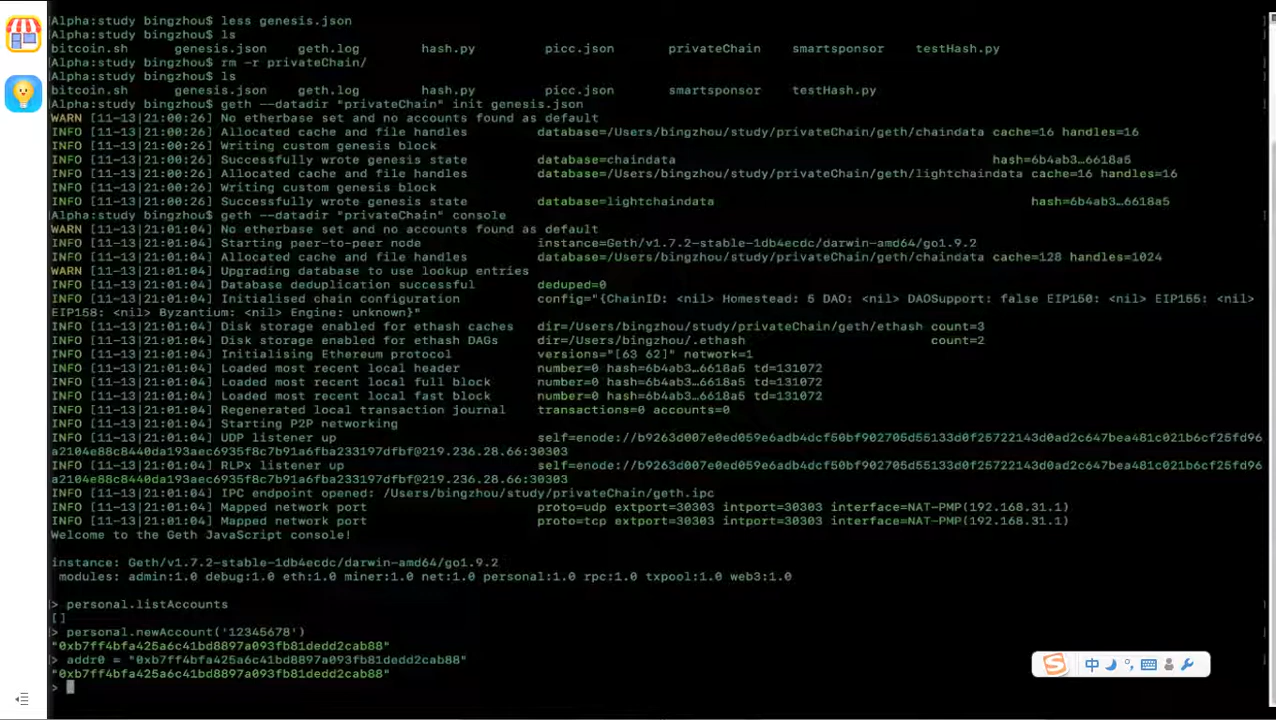 Alpha:study bingzhou$ less genesis.json
Alpha:study bingzhou$ ls
bitcoin.sh genesis.json geth.log hash.py picc.json privateChain smartsponsor testHash.py
Alpha:study bingzhou$ rm -r privateChain/
Alpha:study bingzhou$ ls
bitcoin.sh genesis.json geth.log hash.py picc.json smartsponsor testHash.py
Alpha:study bingzhou$ geth --datadir "privateChain" init genesis.json
WARN [11-13|21:00:26] No etherbase set and no accounts found as default
INFO [11-13|21:00:26] Allocated cache and file handles database=/Users/bingzhou/study/privateChain/geth/chaindata cache=16 handles=16
INFO [11-13|21:00:26] Writing custom genesis block
INFO [11-13|21:00:26] Successfully wrote genesis state database=chaindata hash=6b4ab3…6618a5
INFO [11-13|21:00:26] Allocated cache and file handles database=/Users/bingzhou/study/privateChain/geth/lightchaindata cache=16 handles=16
INFO [11-13|21:00:26] Writing custom genesis block
INFO [11-13|21:00:26] Successfully wrote genesis state database=lightchaindata hash=6b4ab3…6618a5
Alpha:study bingzhou$ geth --datadir "privateChain" console
WARN [11-13|21:01:04] No etherbase set and no accounts found as default
INFO [11-13|21:01:04] Starting peer-to-peer node instance=Geth/v1.7.2-stable-1db4ecdc/darwin-amd64/go1.9.2
INFO [11-13|21:01:04] Allocated cache and file handles database=/Users/bingzhou/study/privateChain/geth/chaindata cache=128 handles=1024
WARN [11-13|21:01:04] Upgrading database to use lookup entries
INFO [11-13|21:01:04] Database deduplication successful deduped=0
INFO [11-13|21:01:04] Initialised chain configuration config="{ChainID: <nil> Homestead: 5 DAO: <nil> DAOSupport: false EIP150: <nil> EIP155: <nil>
EIP158: <nil> Byzantium: <nil> Engine: unknown}"
INFO [11-13|21:01:04] Disk storage enabled for ethash caches dir=/Users/bingzhou/study/privateChain/geth/ethash count=3
INFO [11-13|21:01:04] Disk storage enabled for ethash DAGs dir=/Users/bingzhou/.ethash count=2
INFO [11-13|21:01:04] Initialising Ethereum protocol versions="[63 62]" network=1
INFO [11-13|21:01:04] Loaded most recent local header number=0 hash=6b4ab3…6618a5 td=131072
INFO [11-13|21:01:04] Loaded most recent local full block number=0 hash=6b4ab3…6618a5 td=131072
INFO [11-13|21:01:04] Loaded most recent local fast block number=0 hash=6b4ab3…6618a5 td=131072
INFO [11-13|21:01:04] Regenerated local transaction journal transactions=0 accounts=0
INFO [11-13|21:01:04] Starting P2P networking
INFO [11-13|21:01:04] UDP listener up self=enode://b9263d007e0ed059e6adb4dcf50bf902705d55133d0f25722143d0ad2c647bea481c021b6cf25fd96
a2104e88c8440da193aec6935f8c7b91a6fba233197dfbf@219.236.28.66:30303
INFO [11-13|21:01:04] RLPx listener up self=enode://b9263d007e0ed059e6adb4dcf50bf902705d55133d0f25722143d0ad2c647bea481c021b6cf25fd96
a2104e88c8440da193aec6935f8c7b91a6fba233197dfbf@219.236.28.66:30303
INFO [11-13|21:01:04] IPC endpoint opened: /Users/bingzhou/study/privateChain/geth.ipc
INFO [11-13|21:01:04] Mapped network port proto=udp extport=30303 intport=30303 interface=NAT-PMP(192.168.31.1)
INFO [11-13|21:01:04] Mapped network port proto=tcp extport=30303 intport=30303 interface=NAT-PMP(192.168.31.1)
Welcome to the Geth JavaScript console!
instance: Geth/v1.7.2-stable-1db4ecdc/darwin-amd64/go1.9.2
modules: admin:1.0 debug:1.0 eth:1.0 miner:1.0 net:1.0 personal:1.0 rpc:1.0 txpool:1.0 web3:1.0
> personal.listAccounts
[]
> personal.newAccount('12345678')
"0xb7ff4bfa425a6c41bd8897a093fb81dedd2cab88"
> addr0 = "0xb7ff4bfa425a6c41bd8897a093fb81dedd2cab88"
"0xb7ff4bfa425a6c41bd8897a093fb81dedd2cab88"
>
S 中